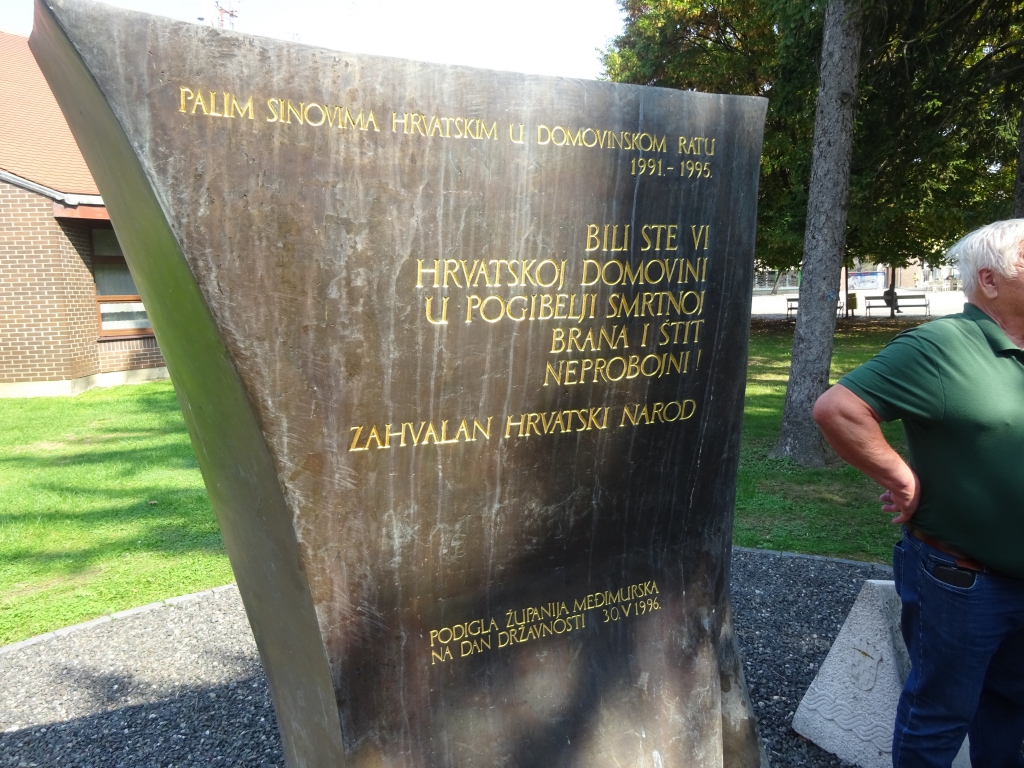 PALIM SINOVIMA HRVATSKIM U DOMOVINSKOM RATU
1991.- 1995.
BILI STE VI
HRVATSKOJ DOMOVINI
U POGIBELJI SMRTNOJ
BRANA I ŠTIT
NEPROBOJNI !
ZAHVALAN HRVATSKI NAROD
PODIGLA ŽUPANIJA MEĐIMURSKA
NA DAN DRŽAVNOSTI 30.V 1996.